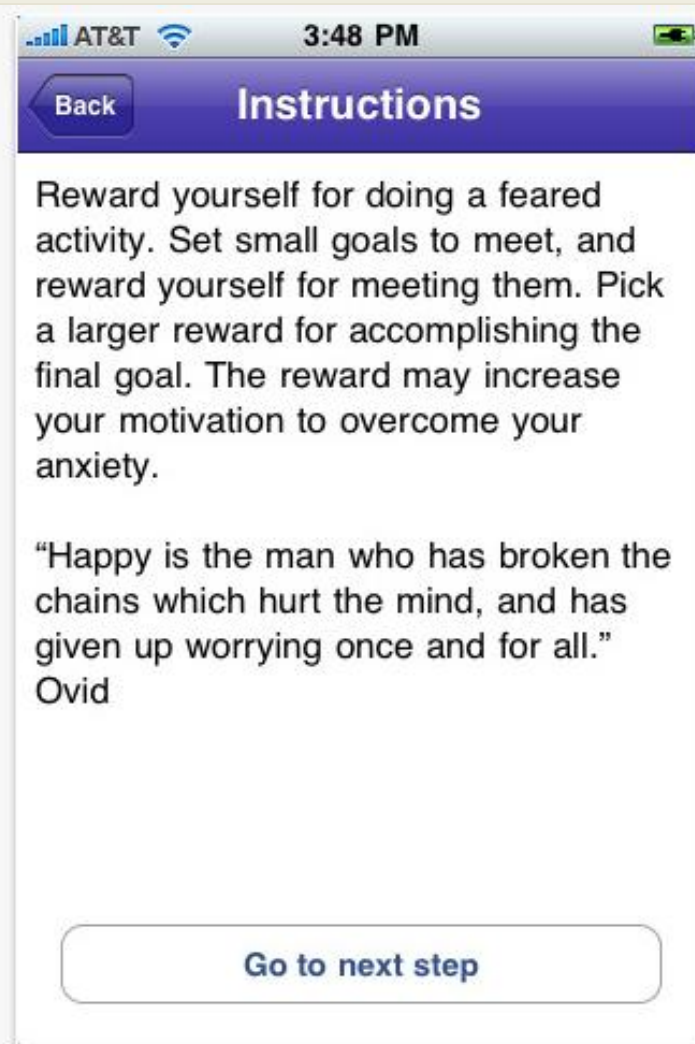 AT&T 3:48 PM
Back Instructions
Reward yourself for doing a feared
activity. Set small goals to meet, and
reward yourself for meeting them. Pick
a larger reward for accomplishing the
final goal. The reward may increase
your motivation to overcome your
anxiety.
“Happy is the man who has broken the
chains which hurt the mind, and has
given up worrying once and for all.”
Ovid
Go to next step